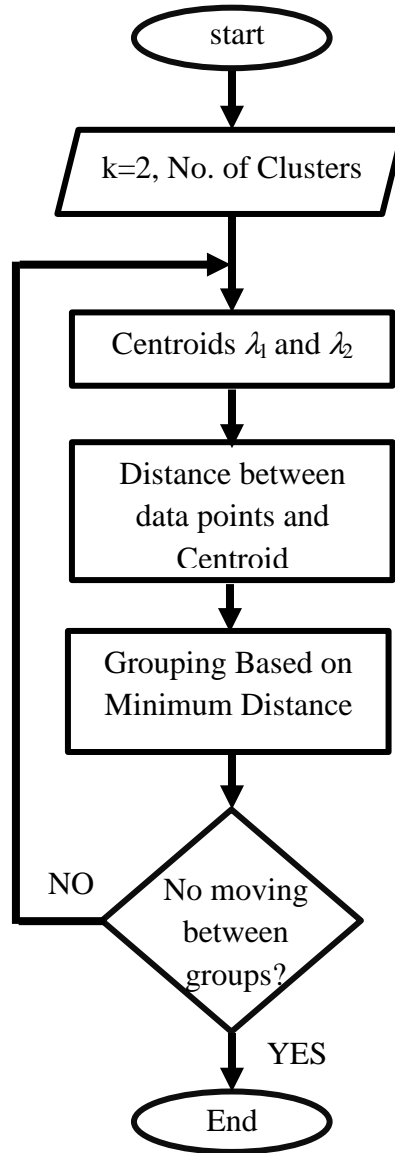 start
k=2, No. of Clusters
Centroids λ₁ and λ₂
Distance between
data points and
Centroid
Grouping Based on
Minimum Distance
NO
No moving
between
groups?
YES
End